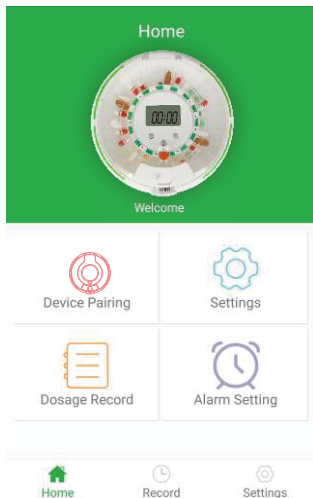 Home
00:00
Welcome
Device Pairing
Settings
Dosage Record
Alarm Setting
Home
Record
Settings